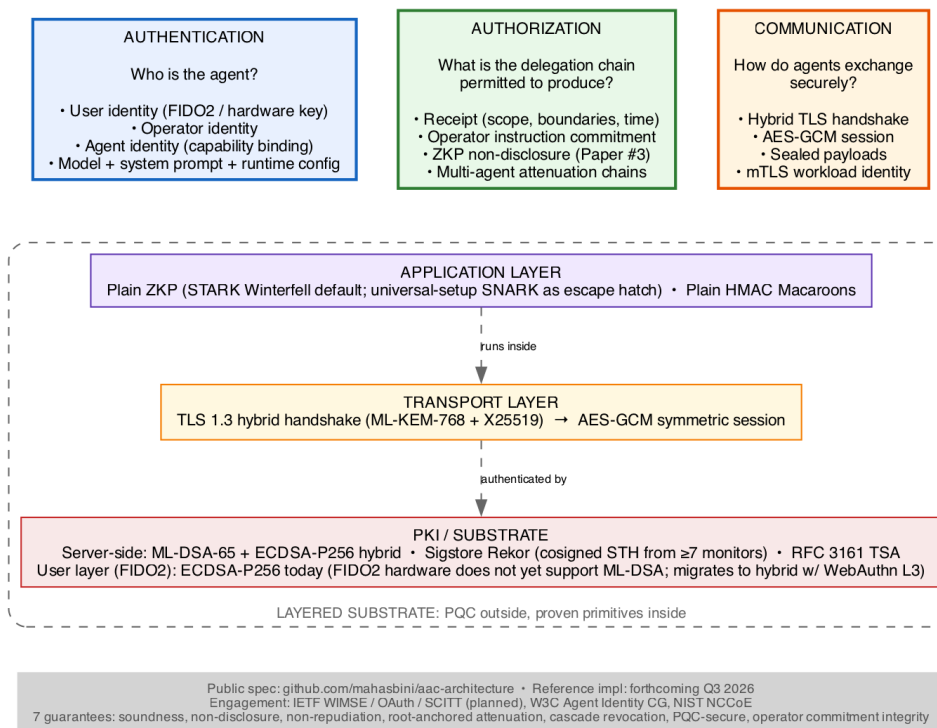 AUTHENTICATION
Who is the agent?
• User identity (FIDO2 / hardware key)
• Operator identity
• Agent identity (capability binding)
• Model + system prompt + runtime config
AUTHORIZATION
What is the delegation chain
permitted to produce?
• Receipt (scope, boundaries, time)
• Operator instruction commitment
• ZKP non-disclosure (Paper #3)
• Multi-agent attenuation chains
COMMUNICATION
How do agents exchange
securely?
• Hybrid TLS handshake
• AES-GCM session
• Sealed payloads
• mTLS workload identity
APPLICATION LAYER
Plain ZKP (STARK Winterfell default; universal-setup SNARK as escape hatch) • Plain HMAC Macaroons
runs inside
TRANSPORT LAYER
TLS 1.3 hybrid handshake (ML-KEM-768 + X25519) → AES-GCM symmetric session
authenticated by
PKI / SUBSTRATE
Server-side: ML-DSA-65 + ECDSA-P256 hybrid • Sigstore Rekor (cosigned STH from ≥7 monitors) • RFC 3161 TSA
User layer (FIDO2): ECDSA-P256 today (FIDO2 hardware does not yet support ML-DSA; migrates to hybrid w/ WebAuthn L3)
LAYERED SUBSTRATE: PQC outside, proven primitives inside
Public spec: github.com/mahasbini/aac-architecture • Reference impl: forthcoming Q3 2026
Engagement: IETF WIMSE / OAuth / SCITT (planned), W3C Agent Identity CG, NIST NCCoE
7 guarantees: soundness, non-disclosure, non-repudiation, root-anchored attenuation, cascade revocation, PQC-secure, operator commitment integrity